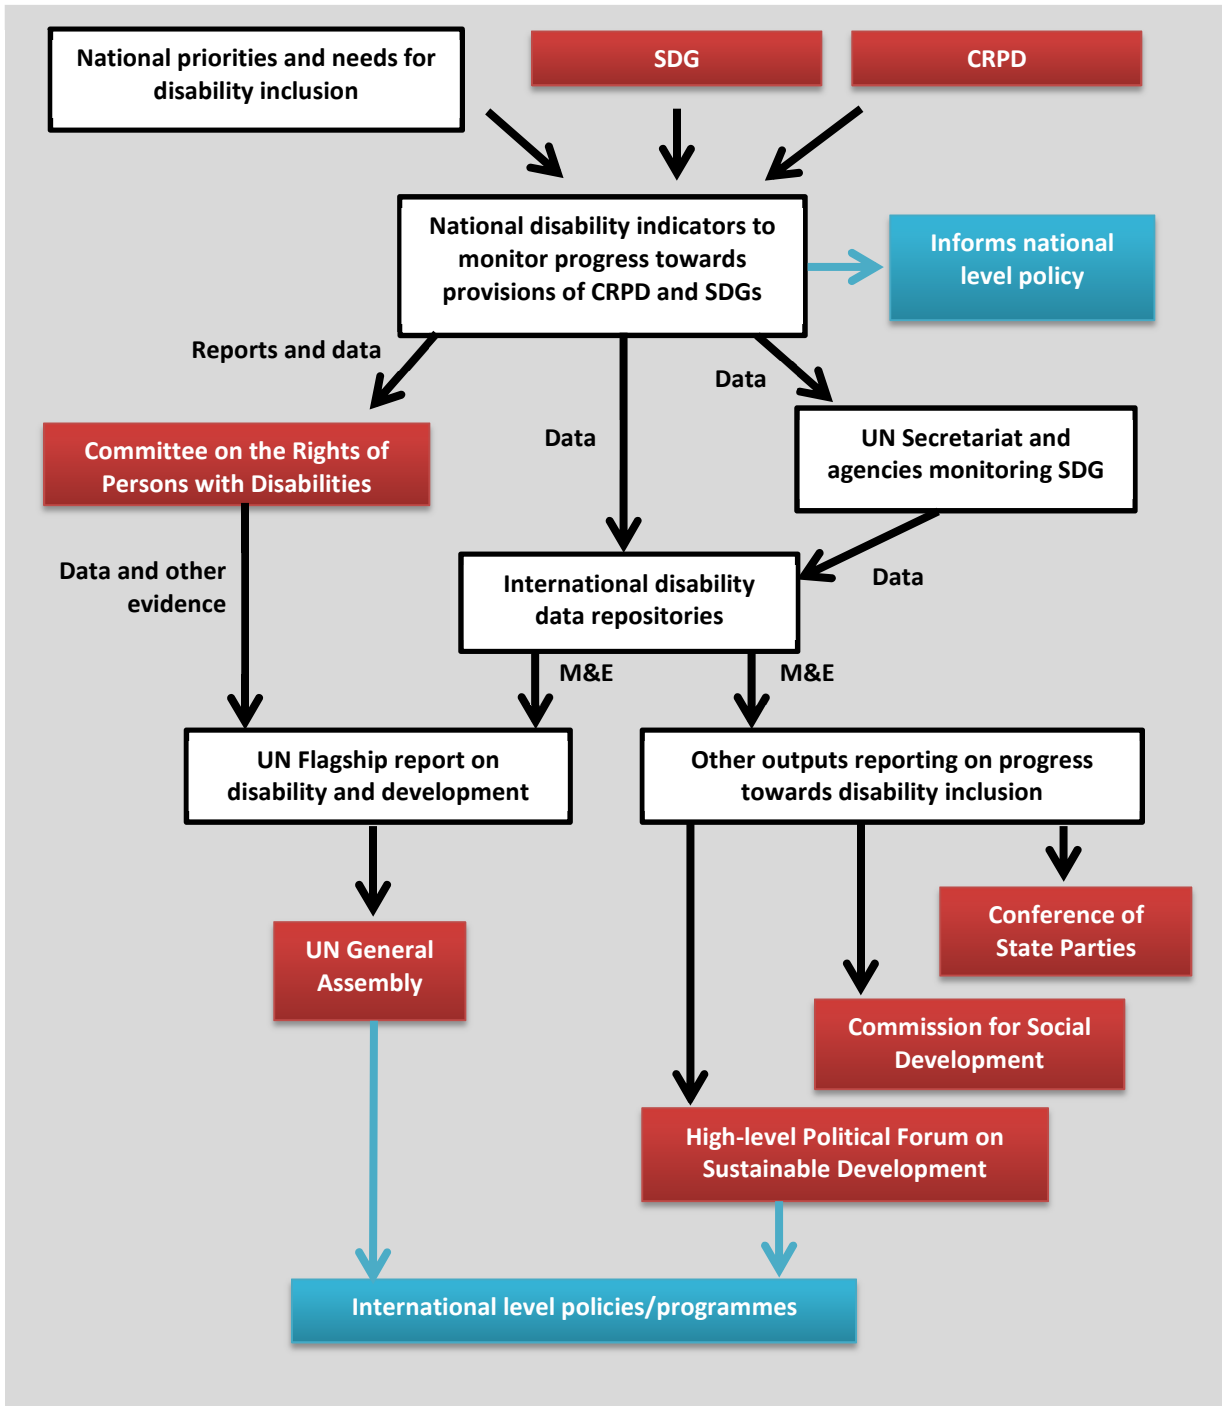 National priorities and needs for
disability inclusion
SDG
CRPD
National disability indicators to
monitor progress towards
provisions of CRPD and SDGs
Informs national
level policy
Reports and data
Data
Data
Committee on the Rights of
Persons with Disabilities
UN Secretariat and
agencies monitoring SDG
Data and other
evidence
International disability
data repositories
Data
M&E
M&E
UN Flagship report on
disability and development
Other outputs reporting on progress
towards disability inclusion
UN General
Assembly
Conference of
State Parties
Commission for Social
Development
High-level Political Forum on
Sustainable Development
International level policies/programmes